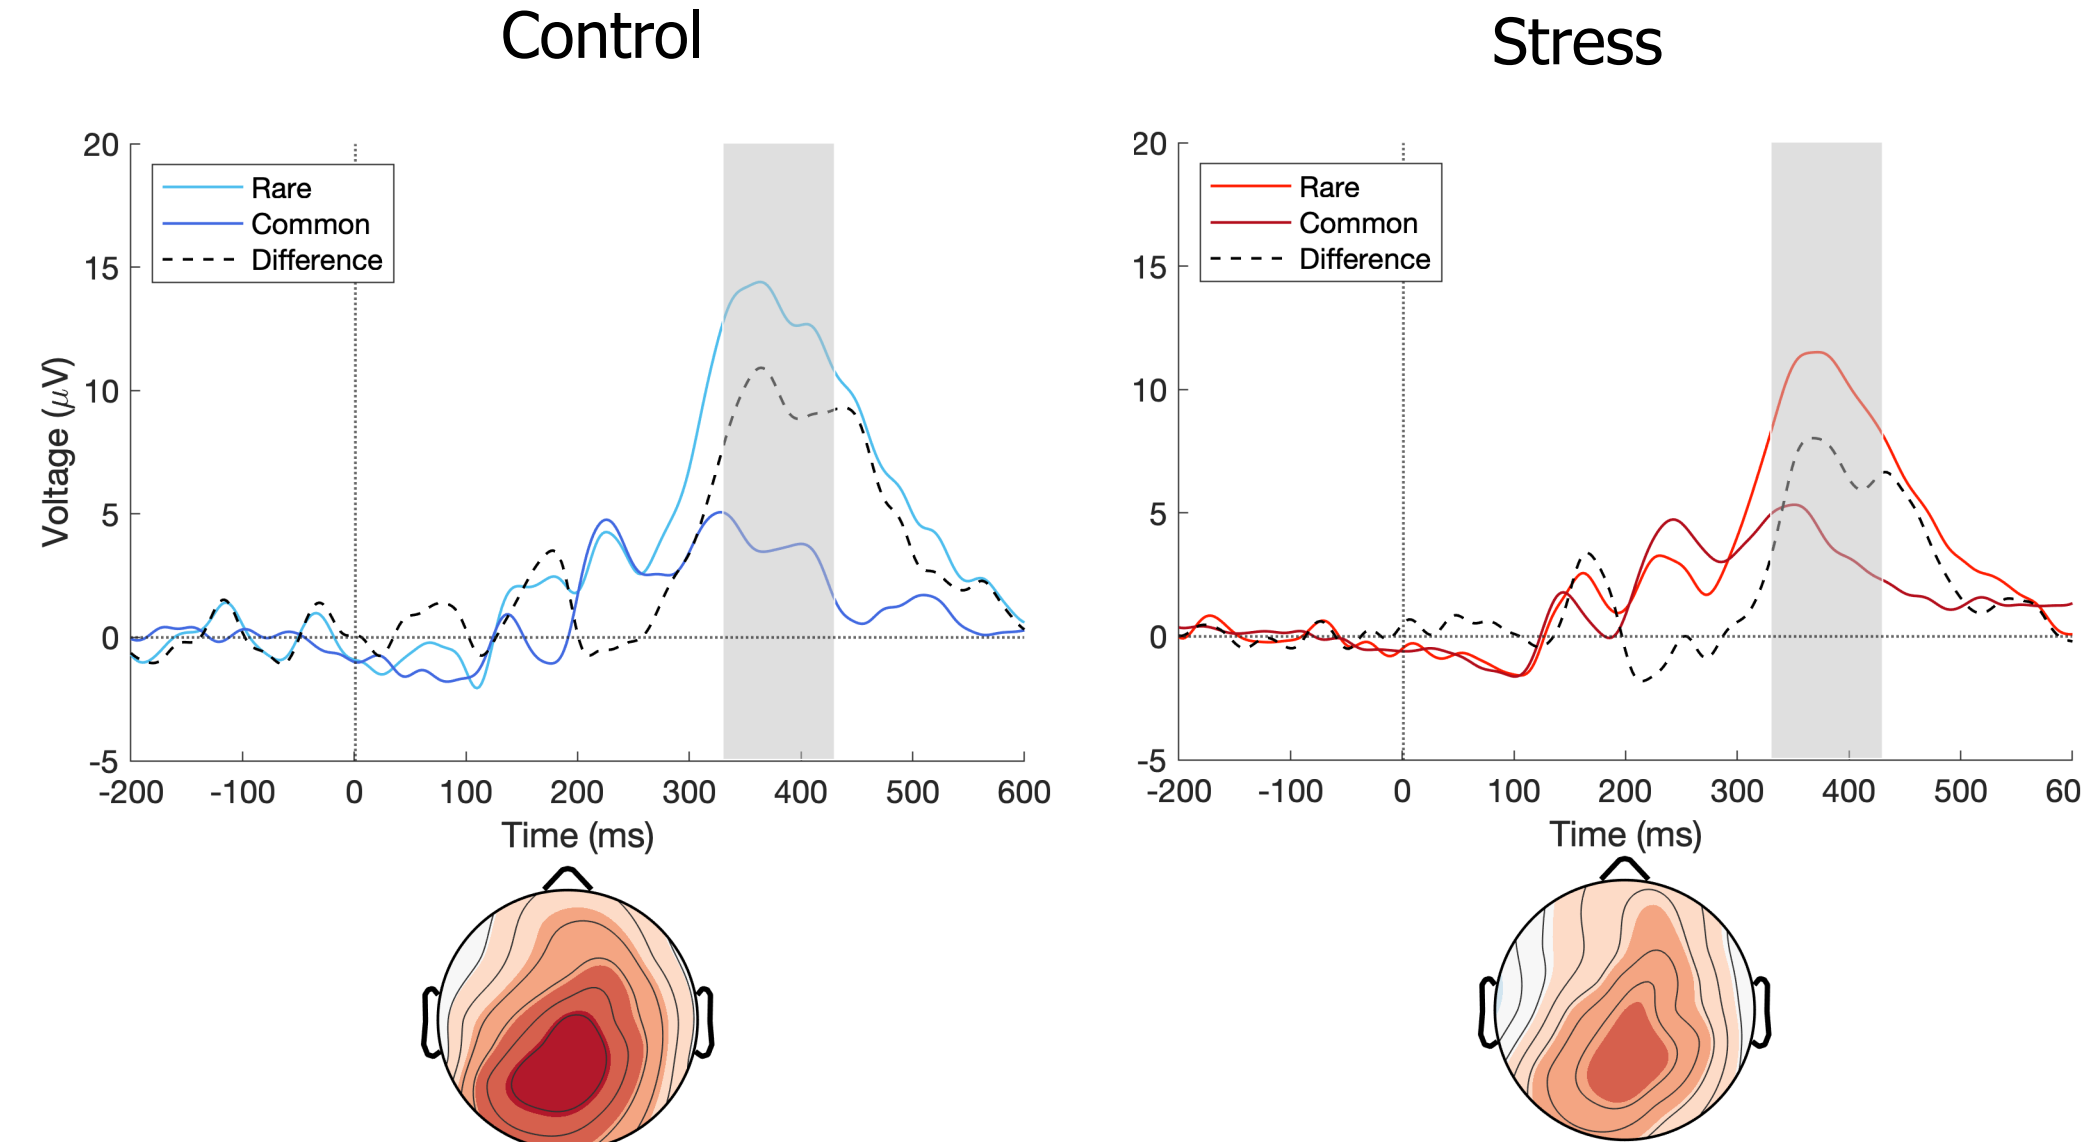 Control
20
15
10
5
0
-5
Voltage (μV)
Rare
Common
Difference
-200 -100 0 100 200 300 400 500 600
Time (ms)
Stress
20
15
10
5
0
-5
Rare
Common
Difference
-200 -100 0 100 200 300 400 500 60
Time (ms)